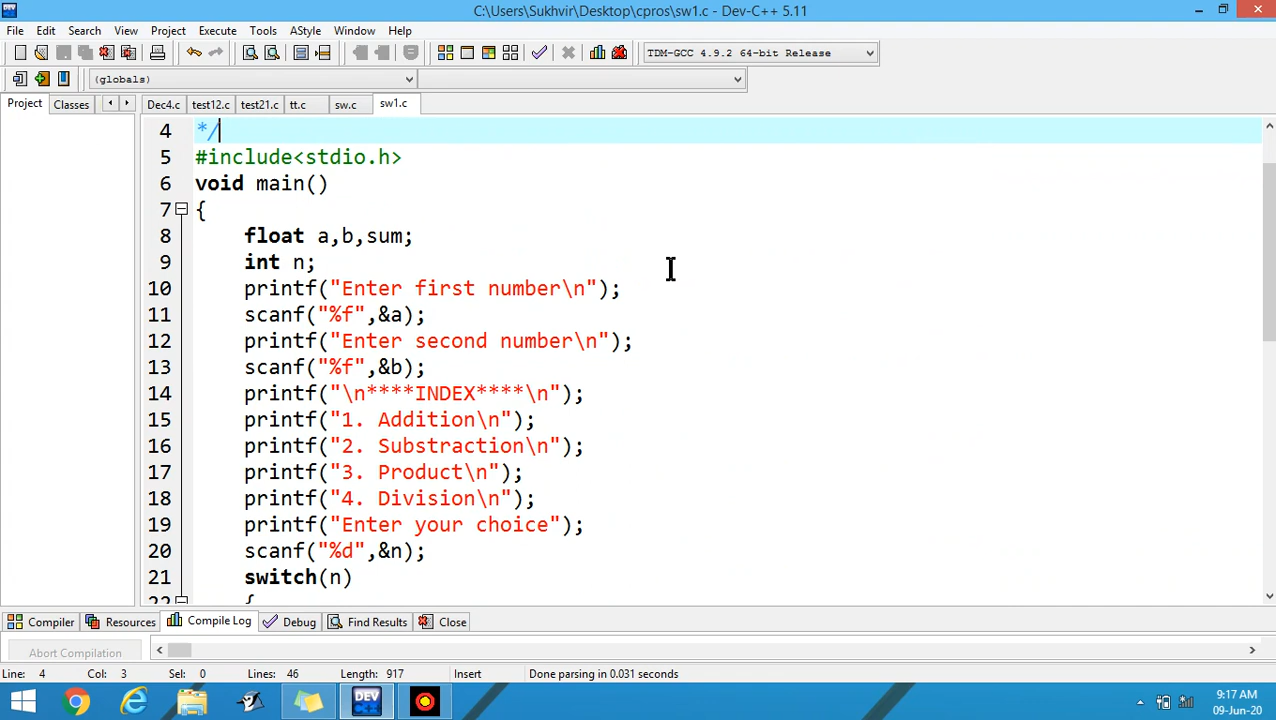 C:\Users\Sukhvir\Desktop\cpros\sw1.c - Dev-C++ 5.11
File Edit Search View Project Execute Tools AStyle Window Help
TDM-GCC 4.9.2 64-bit Release
(globals)
Project Classes Dec4.c test12.c test21.c tt.c sw.c sw1.c
4 */
5 #include<stdio.h>
6 void main()
7 {
8 float a,b,sum;
9 int n;
10 printf("Enter first number\n");
11 scanf("%f",&a);
12 printf("Enter second number\n");
13 scanf("%f",&b);
14 printf("\n****INDEX****\n");
15 printf("1. Addition\n");
16 printf("2. Substraction\n");
17 printf("3. Product\n");
18 printf("4. Division\n");
19 printf("Enter your choice");
20 scanf("%d",&n);
21 switch(n)
22 {
Compiler Resources Compile Log Debug Find Results Close
Abort Compilation
Line: 4 Col: 3 Sel: 0 Lines: 46 Length: 917 Insert Done parsing in 0.031 seconds
DEV 9:17 AM
09-Jun-20